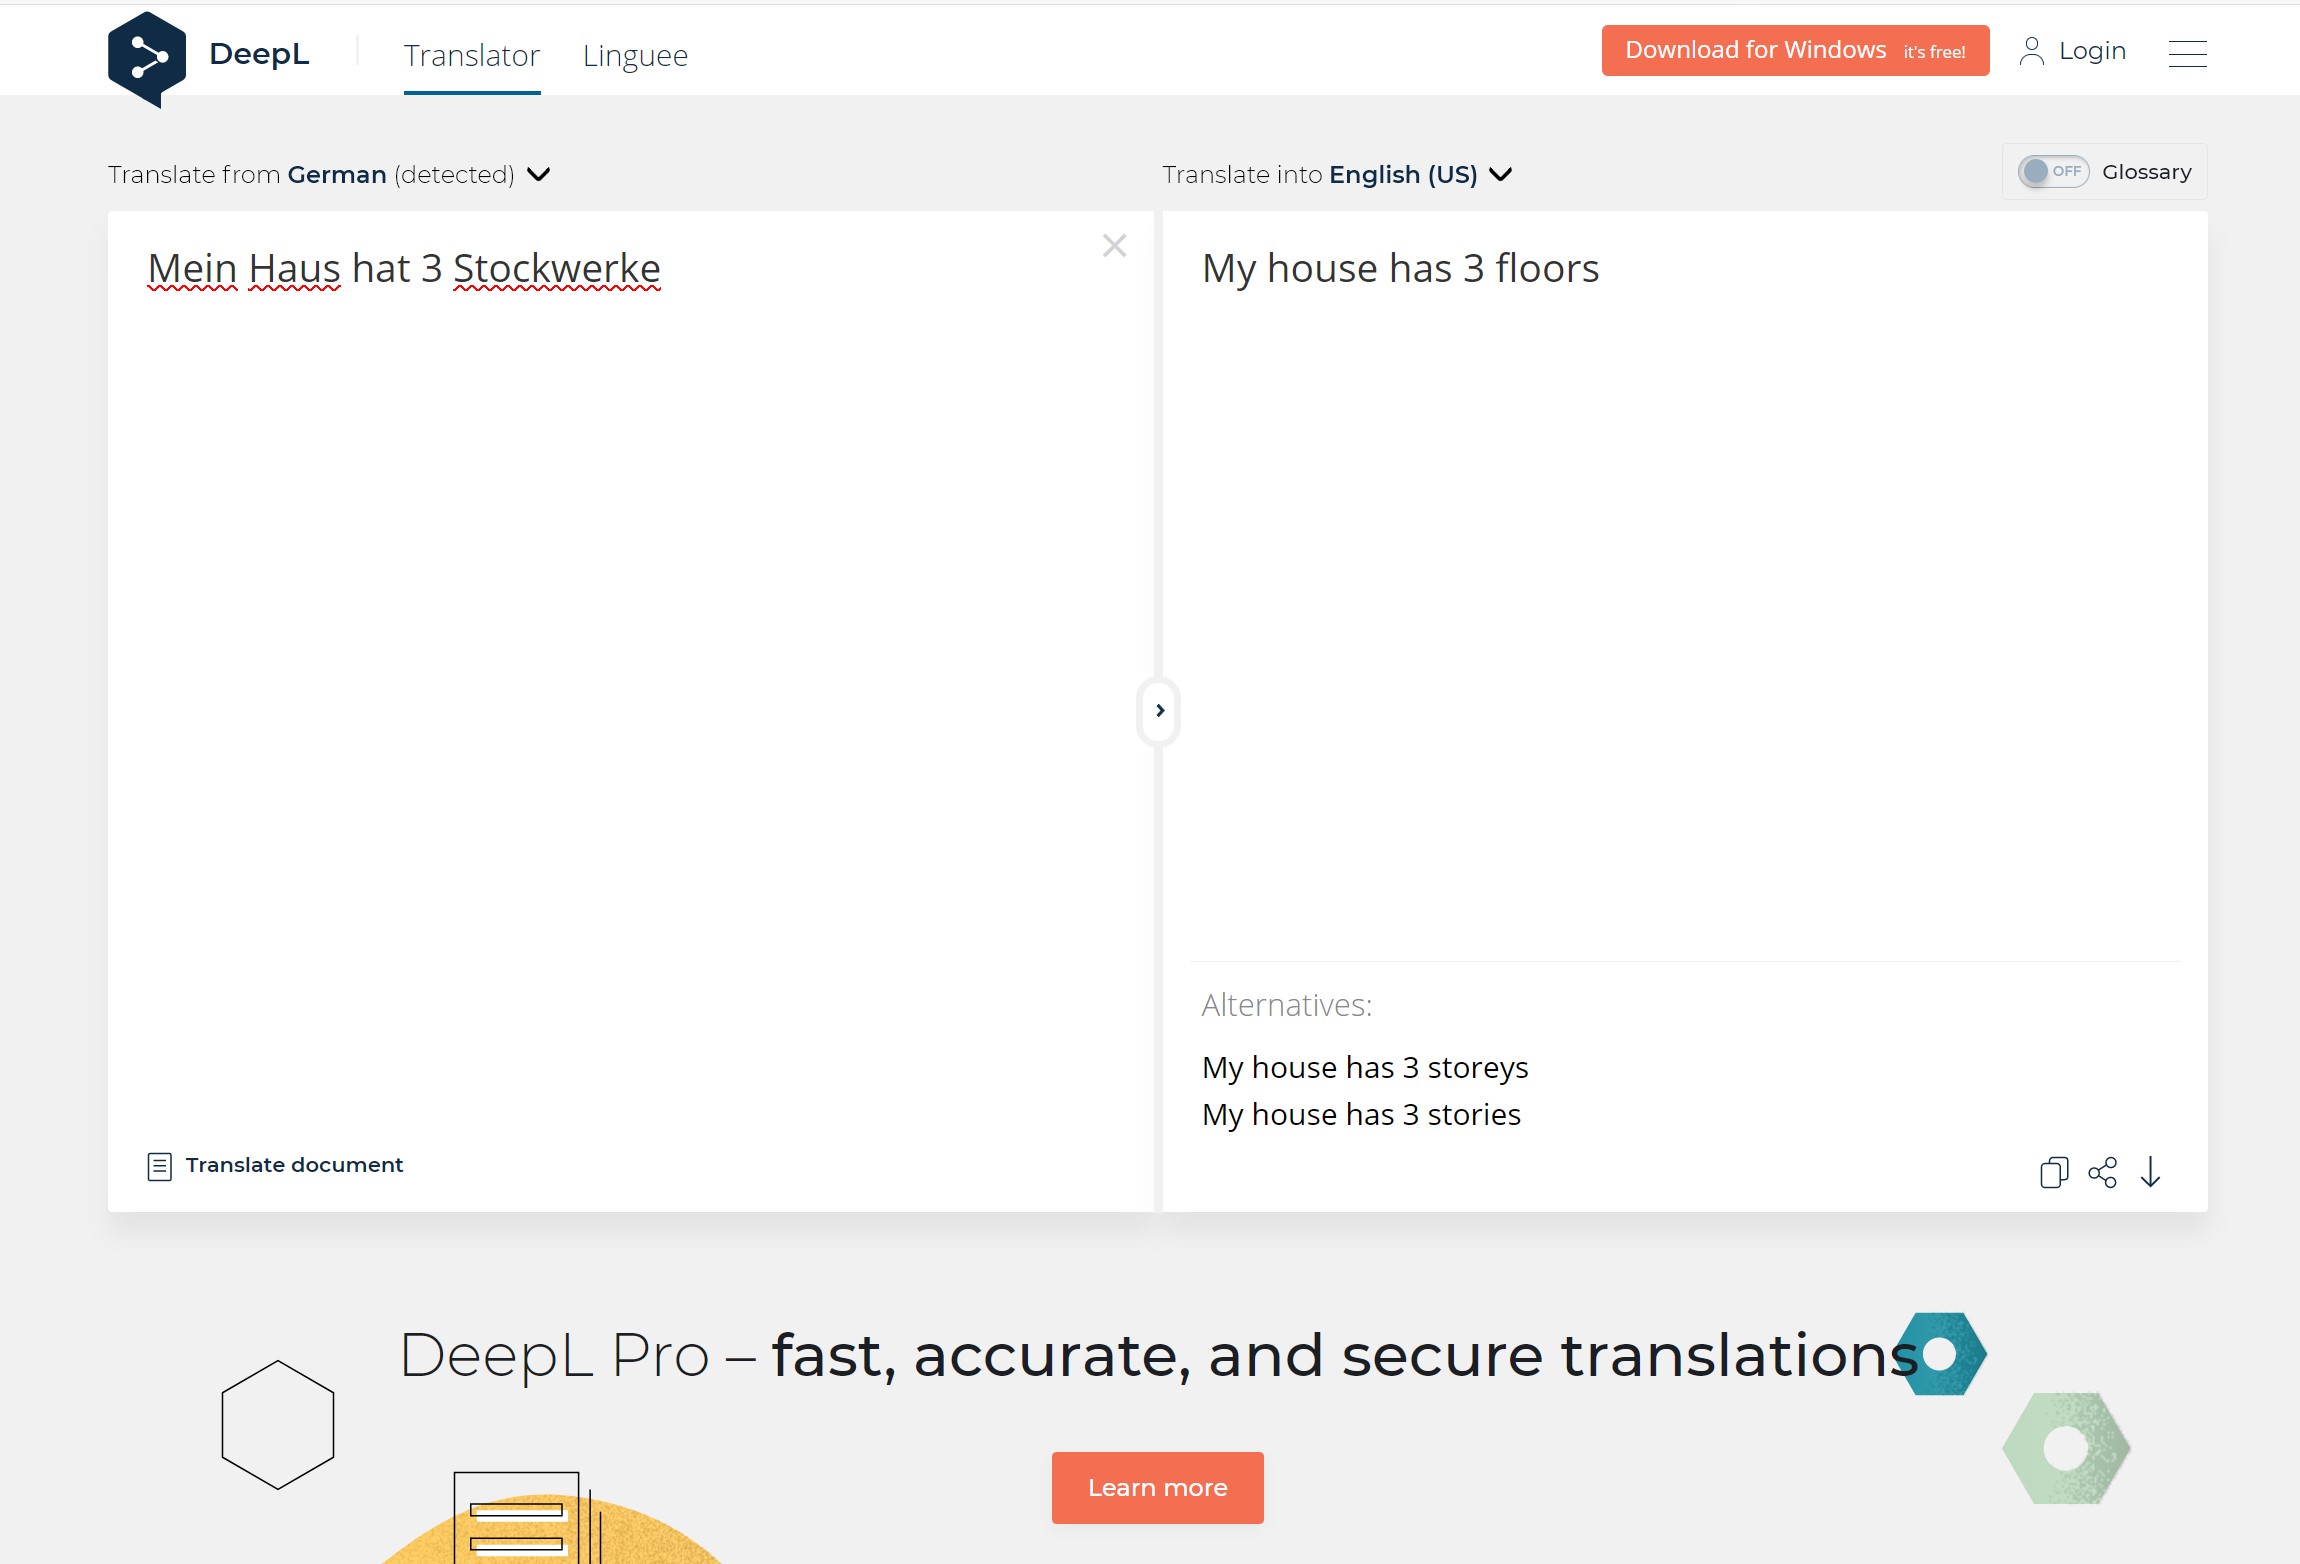 DeepL
Translator
Linguee
Download for Windows it's free!
Login
Translate from German (detected)
Translate into English (US)
OFF
Glossary
Mein Haus hat 3 Stockwerke
My house has 3 floors
Alternatives:
My house has 3 storeys
My house has 3 stories
Translate document
DeepL Pro – fast, accurate, and secure translations
Learn more